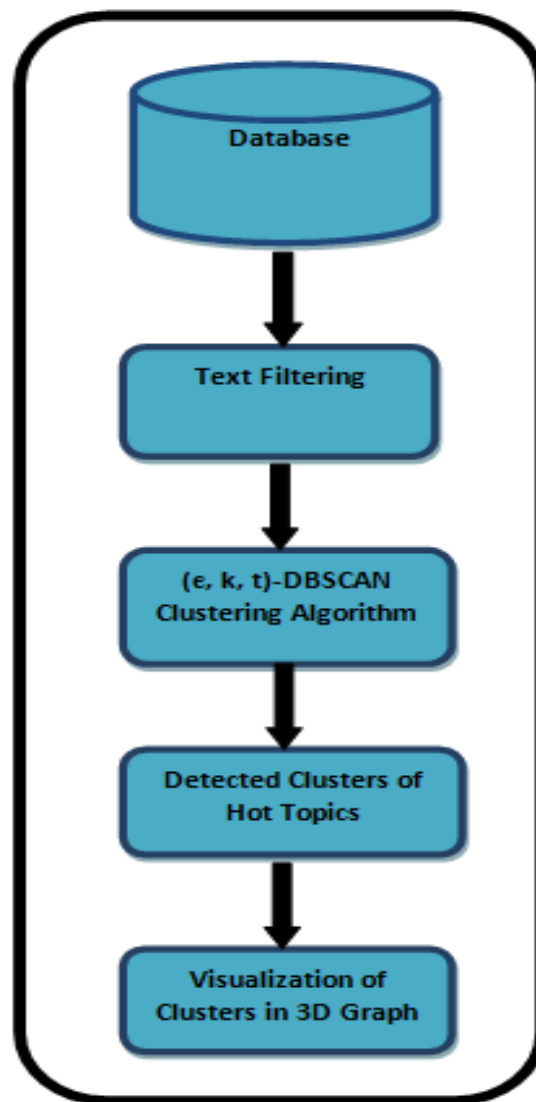 Database
Text Filtering
(ϵ, k, t)-DBSCAN
Clustering Algorithm
Detected Clusters of
Hot Topics
Visualization of
Clusters in 3D Graph